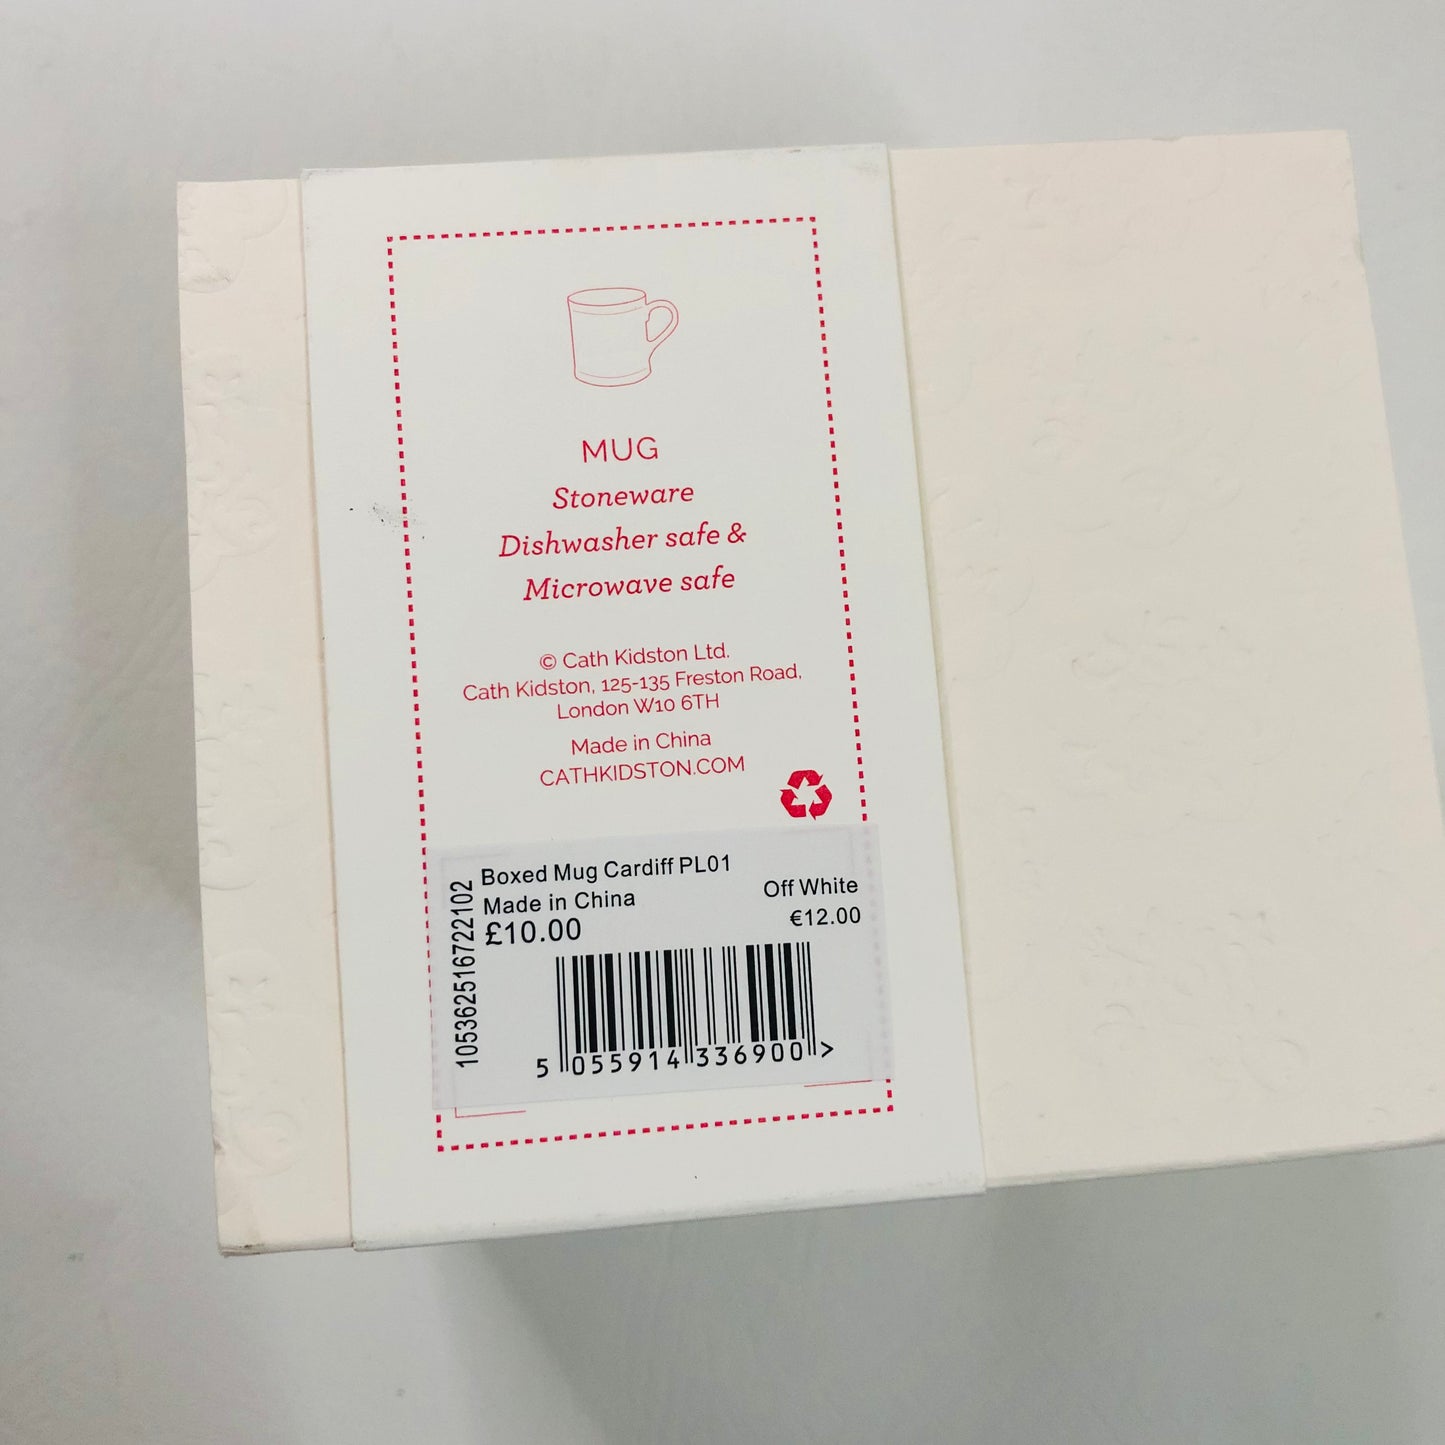 MUG
Stoneware
Dishwasher safe &
Microwave safe
© Cath Kidston Ltd.
Cath Kidston, 125-135 Freston Road,
London W10 6TH
Made in China
CATHKIDSTON.COM
Boxed Mug Cardiff PL01
Made in China
Off White
£10.00
€12.00
10536251672​2102
5 055914 336900 >